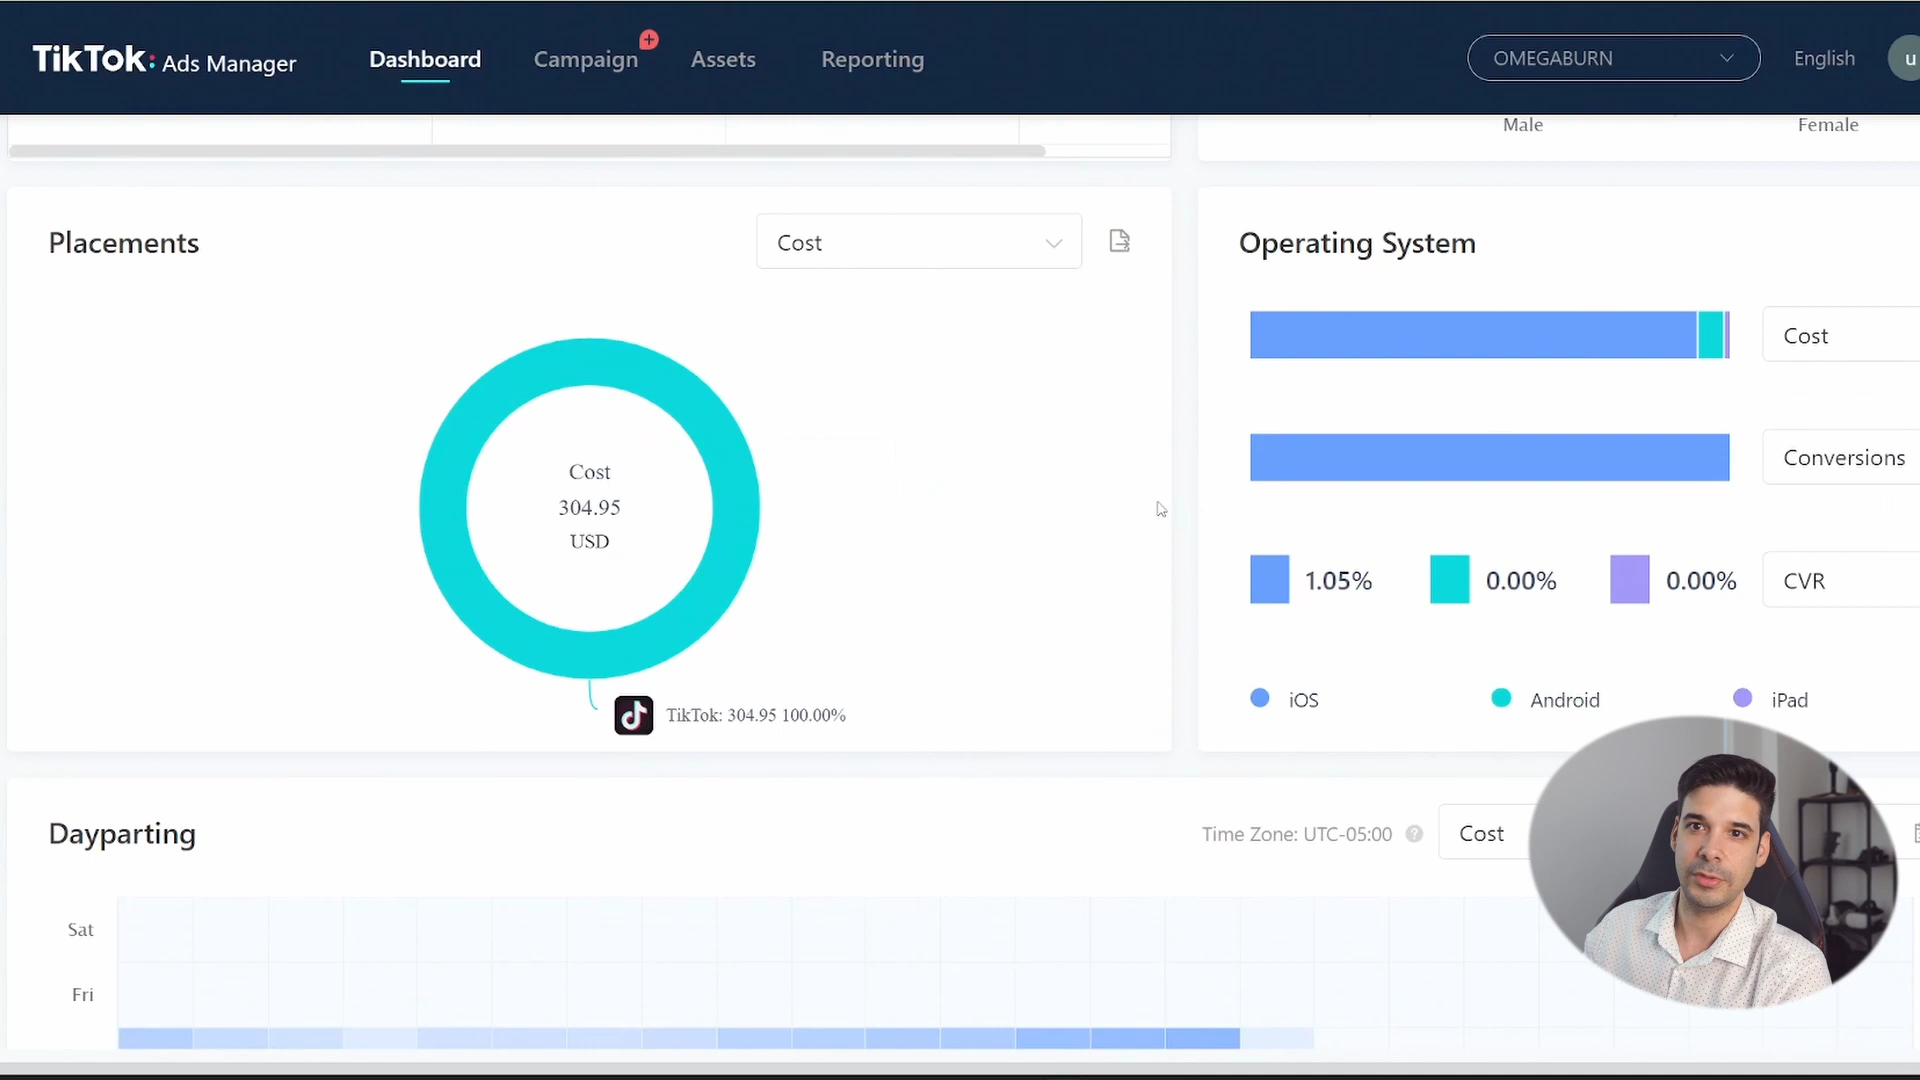 TikTok: Ads Manager
Dashboard
Campaign
Assets
Reporting
OMEGABURN
English
u
Male
Female
Placements
Cost
Operating System
Cost
Cost
304.95
USD
TikTok: 304.95 100.00%
Conversions
1.05%
0.00%
0.00%
CVR
iOS
Android
iPad
Dayparting
Time Zone: UTC-05:00
Cost
Sat
Fri